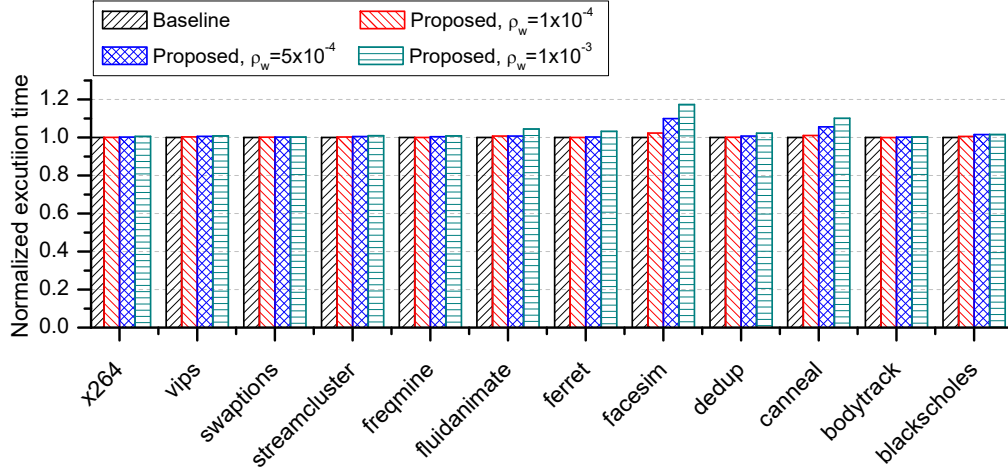 Baseline
Proposed, ρw=1x10-4
Proposed, ρw=5x10-4
Proposed, ρw=1x10-3
Normalized excutiion time
1.2
1.0
0.8
0.6
0.4
0.2
0.0
x264
vips
swaptions
streamcluster
freqmine
fluidanimate
ferret
facesim
dedup
canneal
bodytrack
blackscholes